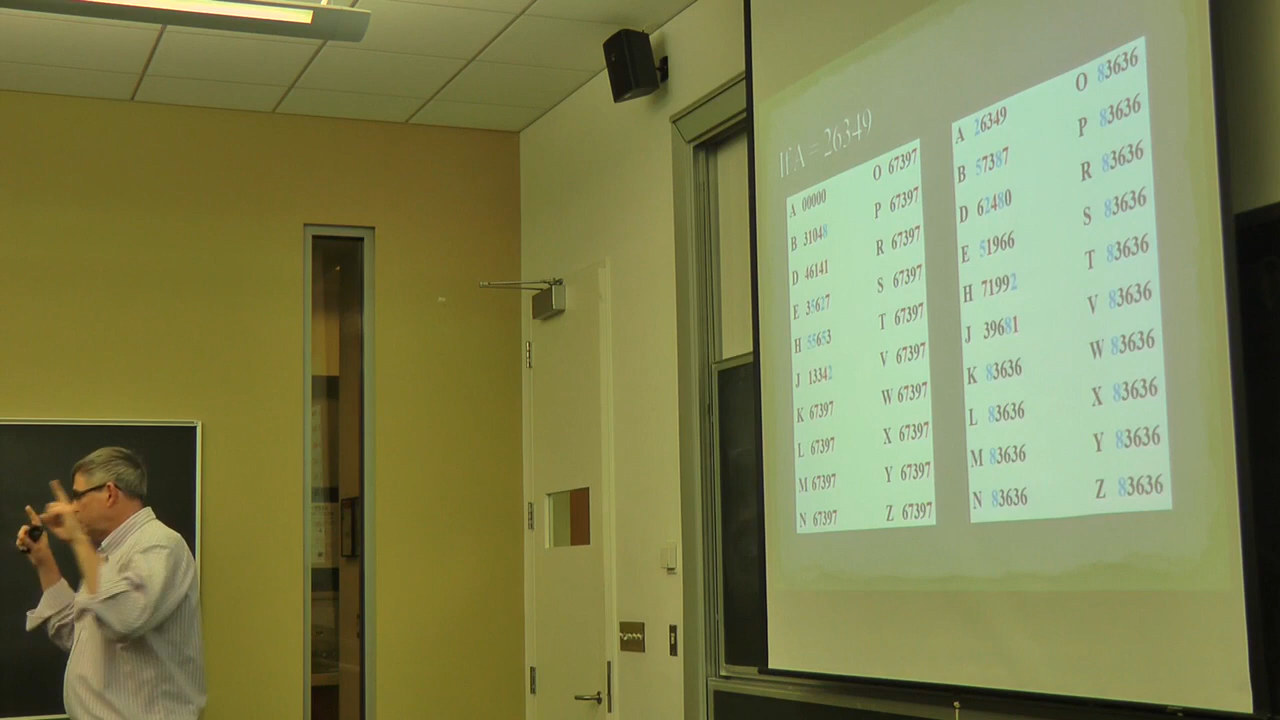 If A = 26349
A 00000
B 31048
D 46141
E 35627
H 55653
J 13342
K 67397
L 67397
M 67397
N 67397
O 67397
P 67397
R 67397
S 67397
T 67397
V 67397
W 67397
X 67397
Y 67397
Z 67397
A 26349
B 57387
D 62480
E 51966
H 71992
J 39681
K 83636
L 83636
M 83636
N 83636
O 83636
P 83636
R 83636
S 83636
T 83636
V 83636
W 83636
X 83636
Y 83636
Z 83636